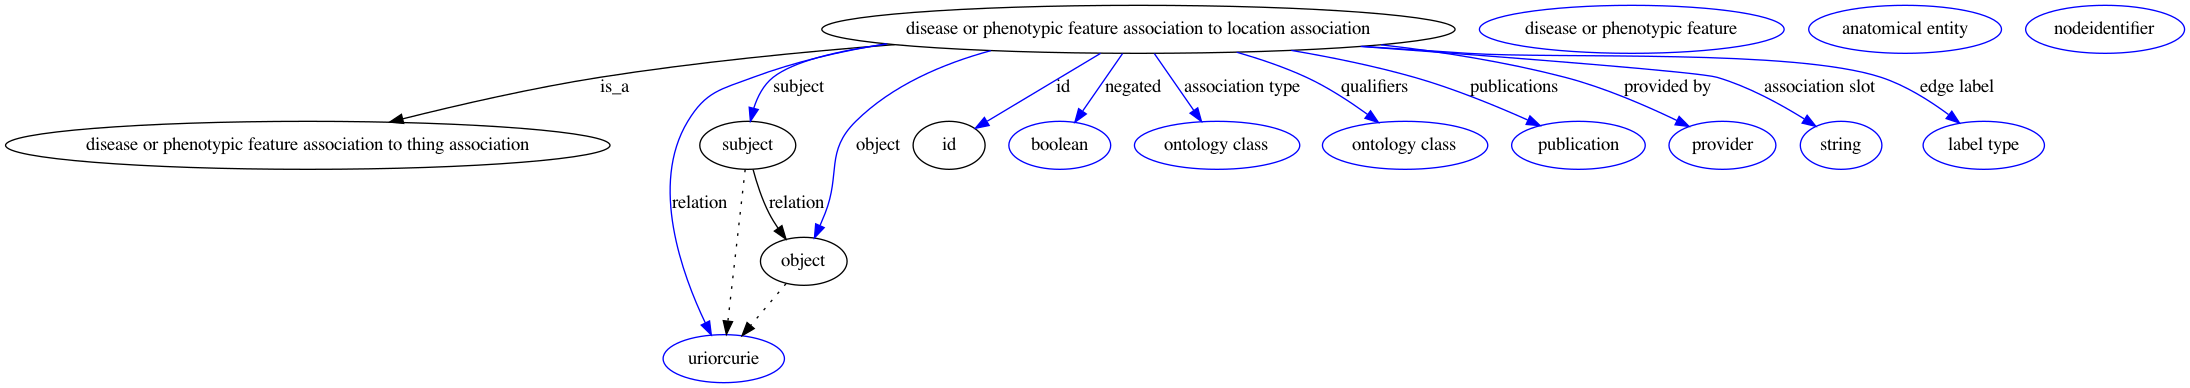 disease or phenotypic feature association to location association
disease or phenotypic feature
anatomical entity
nodeidentifier
is_a
subject
id
negated
association type
qualifiers
publications
provided by
association slot
edge label
disease or phenotypic feature association to thing association
subject
object
id
boolean
ontology class
ontology class
publication
provider
string
label type
relation
relation
object
uriorcurie